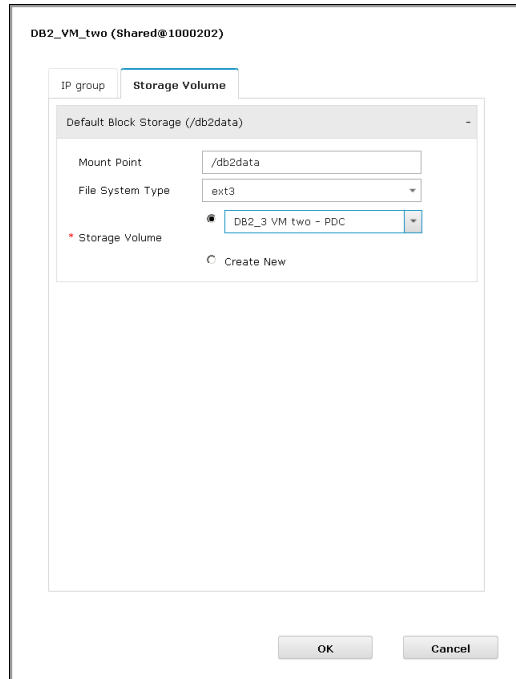 DB2_VM_two (Shared@1000202)
IP group
Storage Volume
Default Block Storage (/db2data)
-
Mount Point
/db2data
File System Type
ext3
DB2_3 VM two - PDC
* Storage Volume
Create New
OK
Cancel